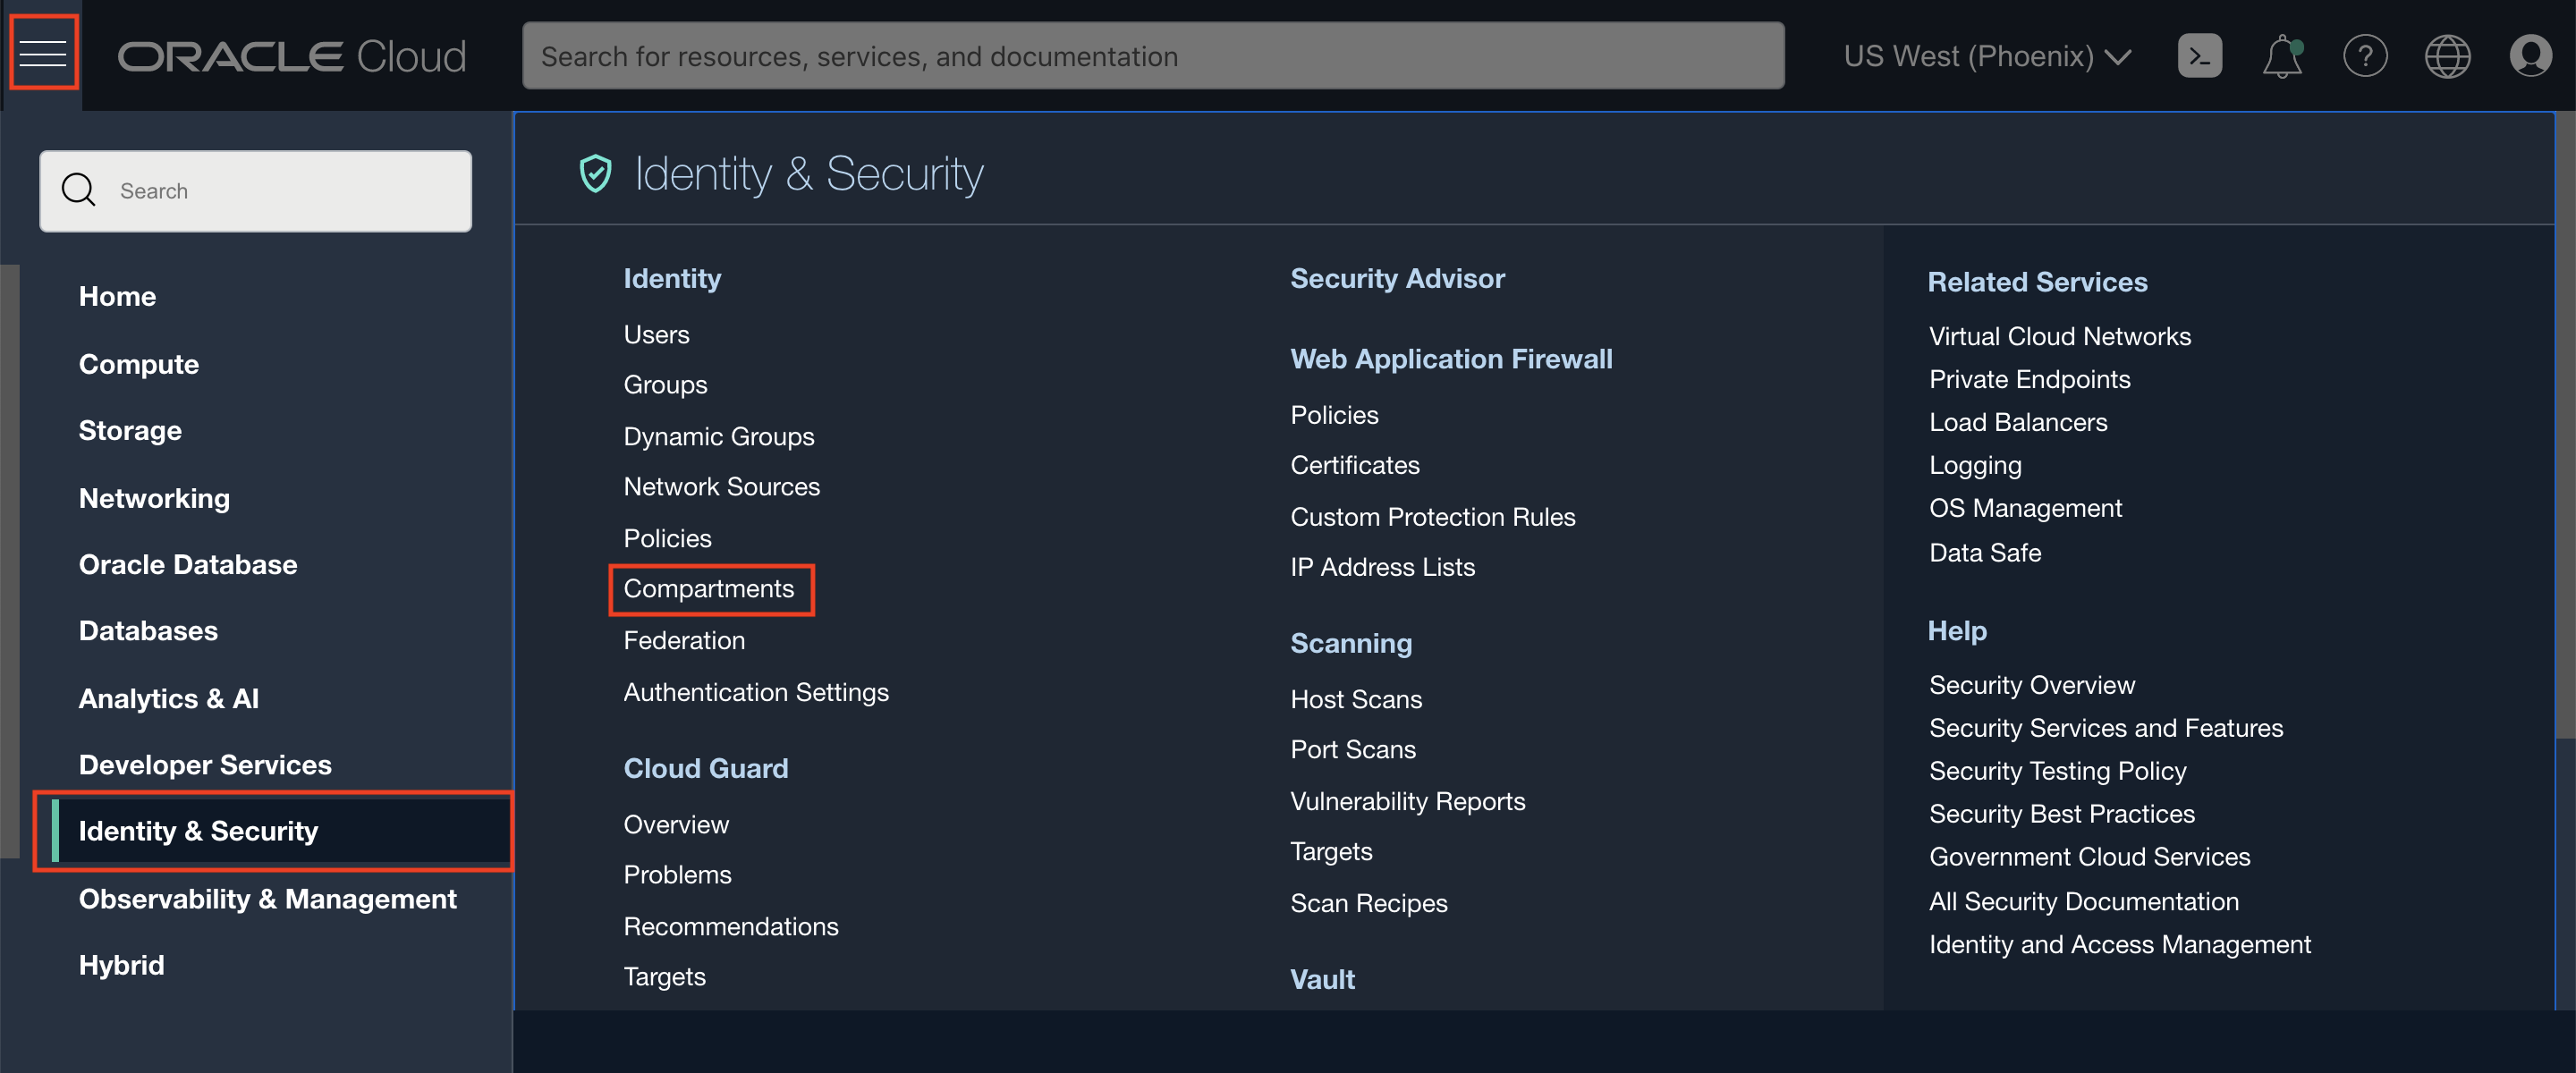 ORACLE Cloud
Search for resources, services, and documentation
US West (Phoenix)
Search
Home
Compute
Storage
Networking
Oracle Database
Databases
Analytics & AI
Developer Services
Identity & Security
Observability & Management
Hybrid
Identity & Security
Identity
Users
Groups
Dynamic Groups
Network Sources
Policies
Compartments
Federation
Authentication Settings
Cloud Guard
Overview
Problems
Recommendations
Targets
Security Advisor
Web Application Firewall
Policies
Certificates
Custom Protection Rules
IP Address Lists
Scanning
Host Scans
Port Scans
Vulnerability Reports
Targets
Scan Recipes
Vault
Related Services
Virtual Cloud Networks
Private Endpoints
Load Balancers
Logging
OS Management
Data Safe
Help
Security Overview
Security Services and Features
Security Testing Policy
Security Best Practices
Government Cloud Services
All Security Documentation
Identity and Access Management